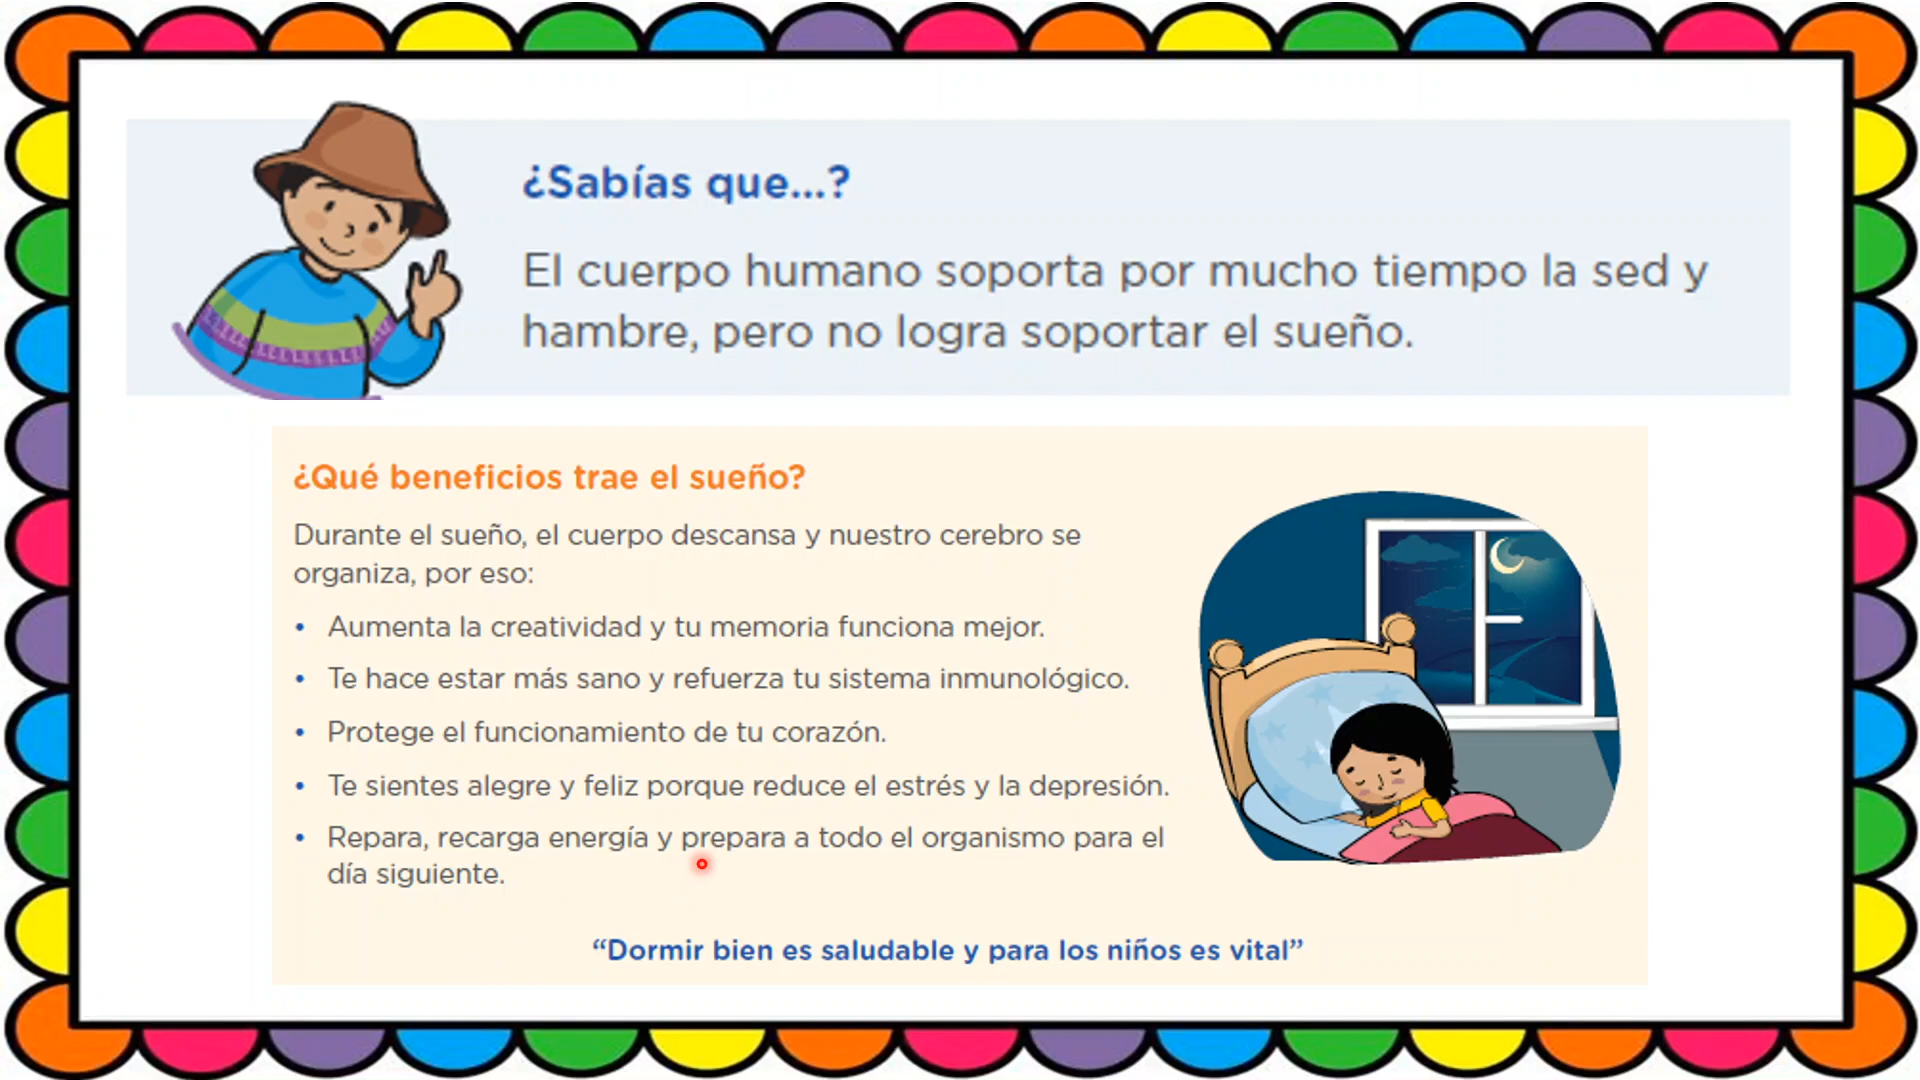 ¿Sabías que...?
El cuerpo humano soporta por mucho tiempo la sed y
hambre, pero no logra soportar el sueño.
¿Qué beneficios trae el sueño?
Durante el sueño, el cuerpo descansa y nuestro cerebro se
organiza, por eso:
• Aumenta la creatividad y tu memoria funciona mejor.
• Te hace estar más sano y refuerza tu sistema inmunológico.
• Protege el funcionamiento de tu corazón.
• Te sientes alegre y feliz porque reduce el estrés y la depresión.
• Repara, recarga energía y prepara a todo el organismo para el
día siguiente.
“Dormir bien es saludable y para los niños es vital”